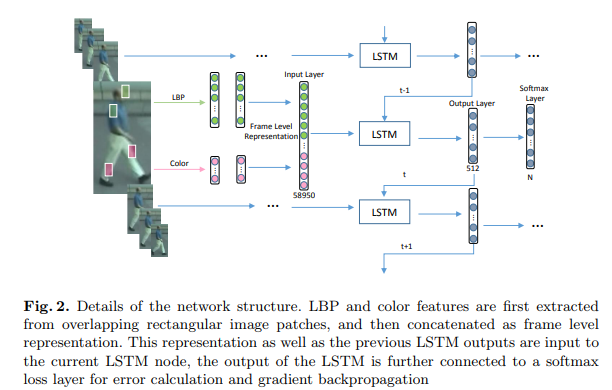 LSTM
...
...
t-1
LBP
Input Layer
Output Layer
Softmax
Layer
Frame Level
Representation
LSTM
Color
58950
t
512
N
...
LSTM
...
t+1
Fig. 2. Details of the network structure. LBP and color features are first extracted
from overlapping rectangular image patches, and then concatenated as frame level
representation. This representation as well as the previous LSTM outputs are input to
the current LSTM node, the output of the LSTM is further connected to a softmax
loss layer for error calculation and gradient backpropagation